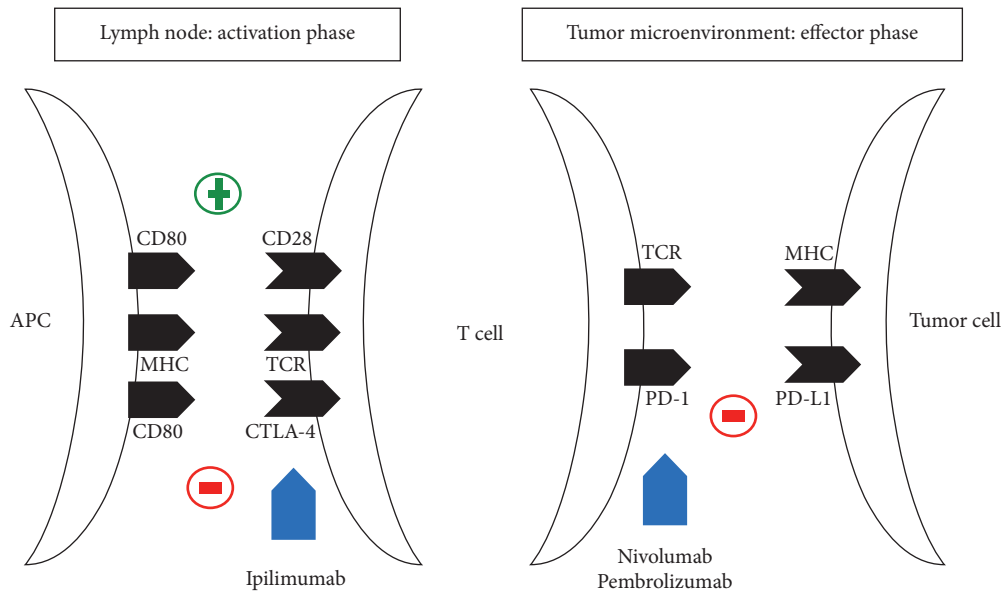 Lymph node: activation phase
Tumor microenvironment: effector phase
CD80
CD28
APC
MHC
TCR
CD80
CTLA-4
Ipilimumab
T cell
TCR
MHC
Tumor cell
PD-1
PD-L1
Nivolumab
Pembrolizumab